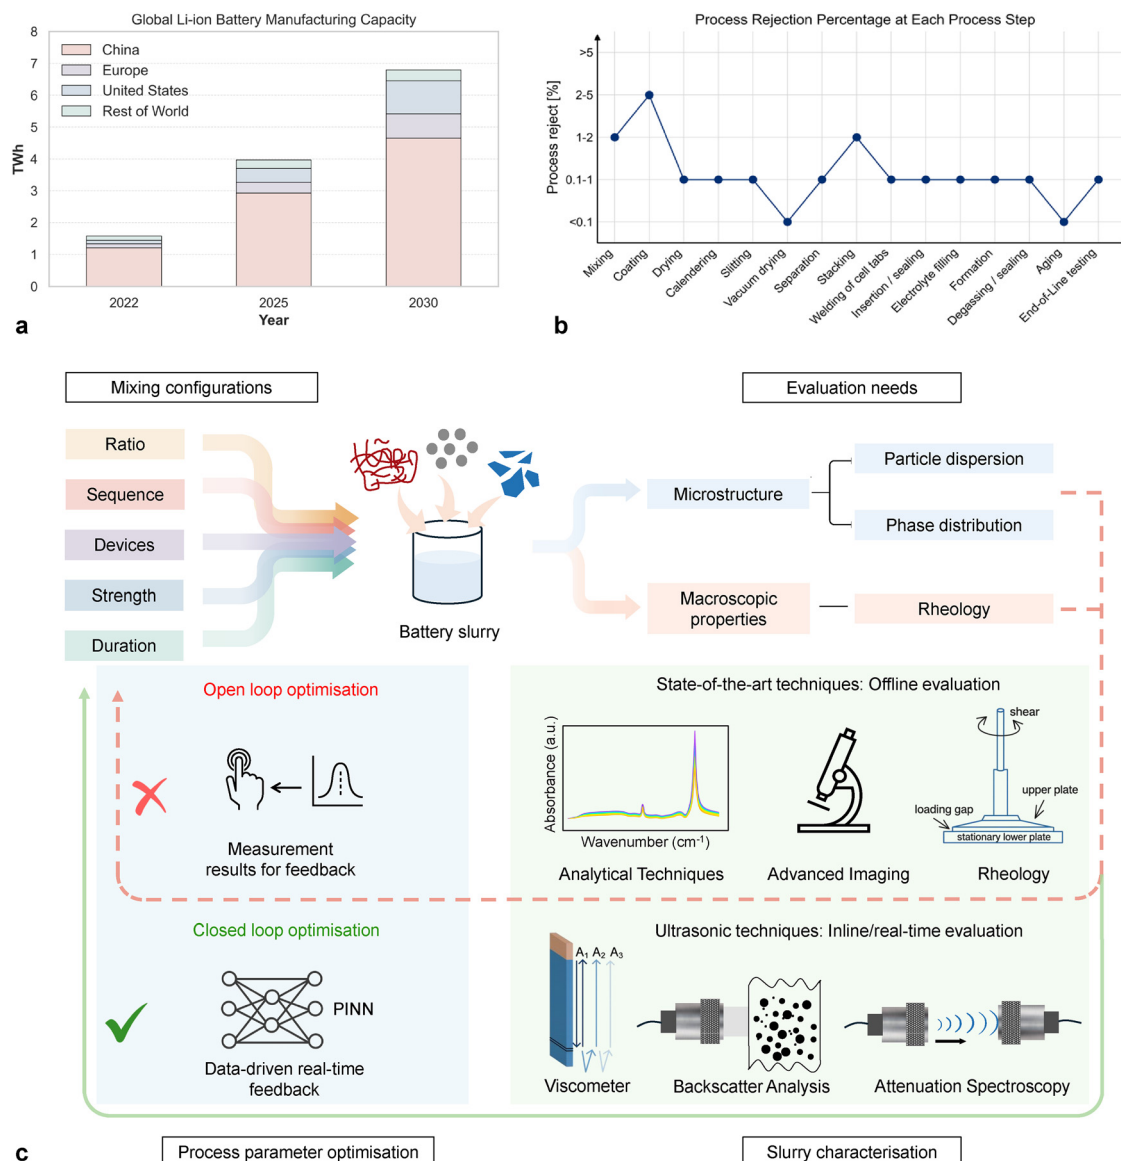 Global Li-ion Battery Manufacturing Capacity
8
7
6
5
4
3
2
1
0
TWh
China
Europe
United States
Rest of World
2022
2025
2030
Year
a
Process Rejection Percentage at Each Process Step
Process reject [%]
>5
2-5
1-2
0.1-1
<0.1
Mixing
Coating
Drying
Calendering
Slitting
Vacuum drying
Separation
Stacking
Welding of cell tabs
Insertion / sealing
Electrolyte filling
Formation
Degassing / sealing
Aging
End-of-Line testing
b
Mixing configurations
Evaluation needs
Ratio
Sequence
Devices
Strength
Duration
Battery slurry
Microstructure
Particle dispersion
Phase distribution
Macroscopic
properties
Rheology
Open loop optimisation
Measurement
results for feedback
Closed loop optimisation
PINN
Data-driven real-time
feedback
State-of-the-art techniques: Offline evaluation
Absorbance (a.u.)
Wavenumber (cm⁻¹)
Analytical Techniques
Advanced Imaging
shear
upper plate
loading gap
stationary lower plate
Rheology
Ultrasonic techniques: Inline/real-time evaluation
A₁ A₂ A₃
Viscometer
Backscatter Analysis
Attenuation Spectroscopy
c
Process parameter optimisation
Slurry characterisation